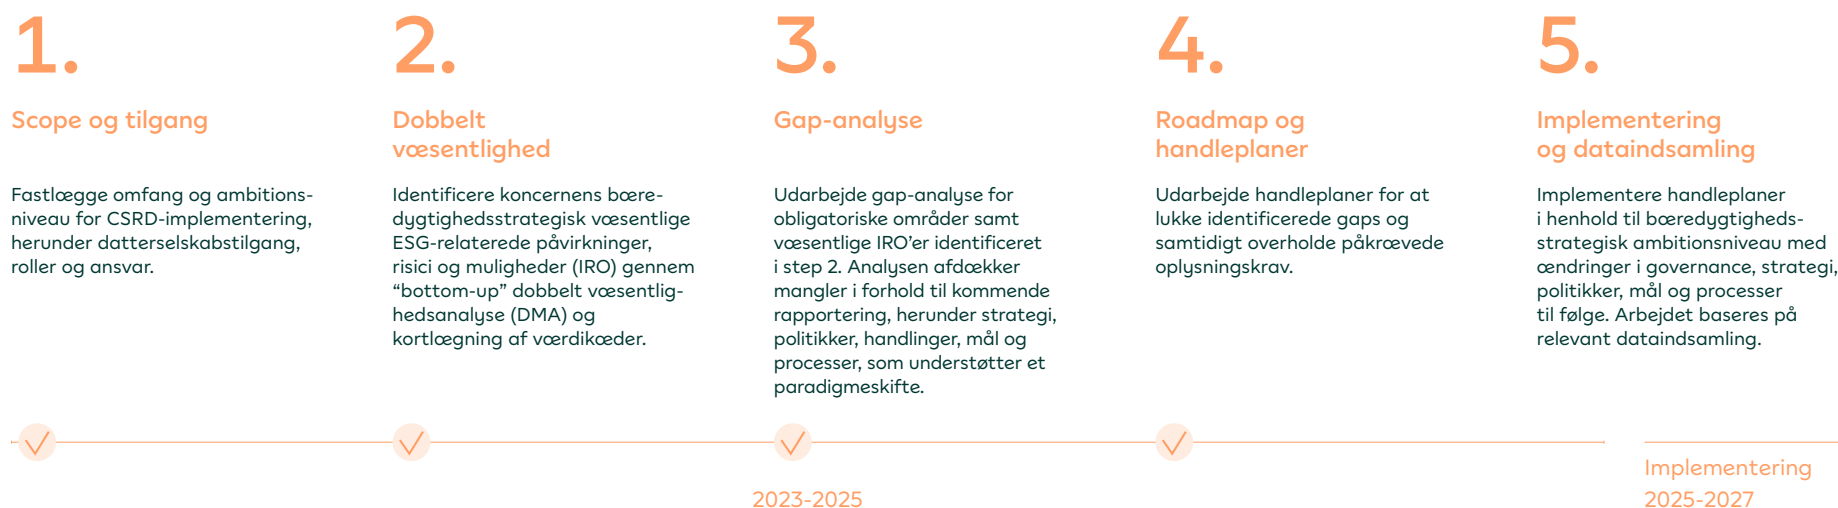 1.
Scope og tilgang
Fastlægge omfang og ambitions-
niveau for CSRD-implementering,
herunder datterselskabstilgang,
roller og ansvar.
2.
Dobbelt
væsentlighed
Identificere koncernens bære-
dygtighedsstrategisk væsentlige
ESG-relaterede påvirkninger,
risici og muligheder (IRO) gennem
“bottom-up” dobbelt væsentlig-
hedsanalyse (DMA) og
kortlægning af værdikæder.
3.
Gap-analyse
Udarbejde gap-analyse for
obligatoriske områder samt
væsentlige IRO’er identificeret
i step 2. Analysen afdækker
mangler i forhold til kommende
rapportering, herunder strategi,
politikker, handlinger, mål og
processer, som understøtter et
paradigmeskifte.
4.
Roadmap og
handleplaner
Udarbejde handleplaner for at
lukke identificerede gaps og
samtidigt overholde påkrævede
oplysningskrav.
5.
Implementering
og dataindsamling
Implementere handleplaner
i henhold til bæredygtigheds-
strategisk ambitionsniveau med
ændringer i governance, strategi,
politikker, mål og processer
til følge. Arbejdet baseres på
relevant dataindsamling.
2023-2025
Implementering
2025-2027